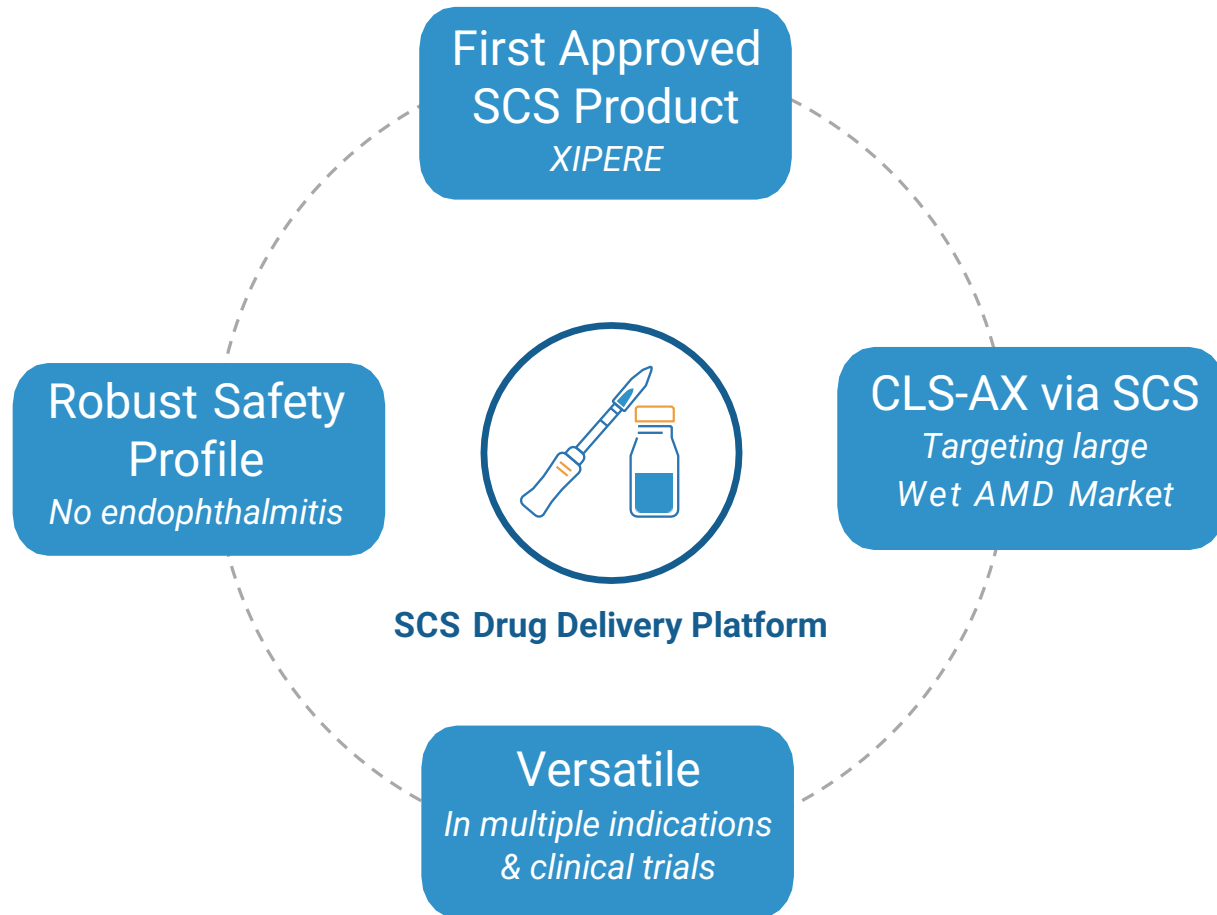 First Approved
SCS Product
XIPERE
Robust Safety
Profile
No endophthalmitis
CLS-AX via SCS
Targeting large
Wet AMD Market
SCS Drug Delivery Platform
Versatile
In multiple indications
& clinical trials